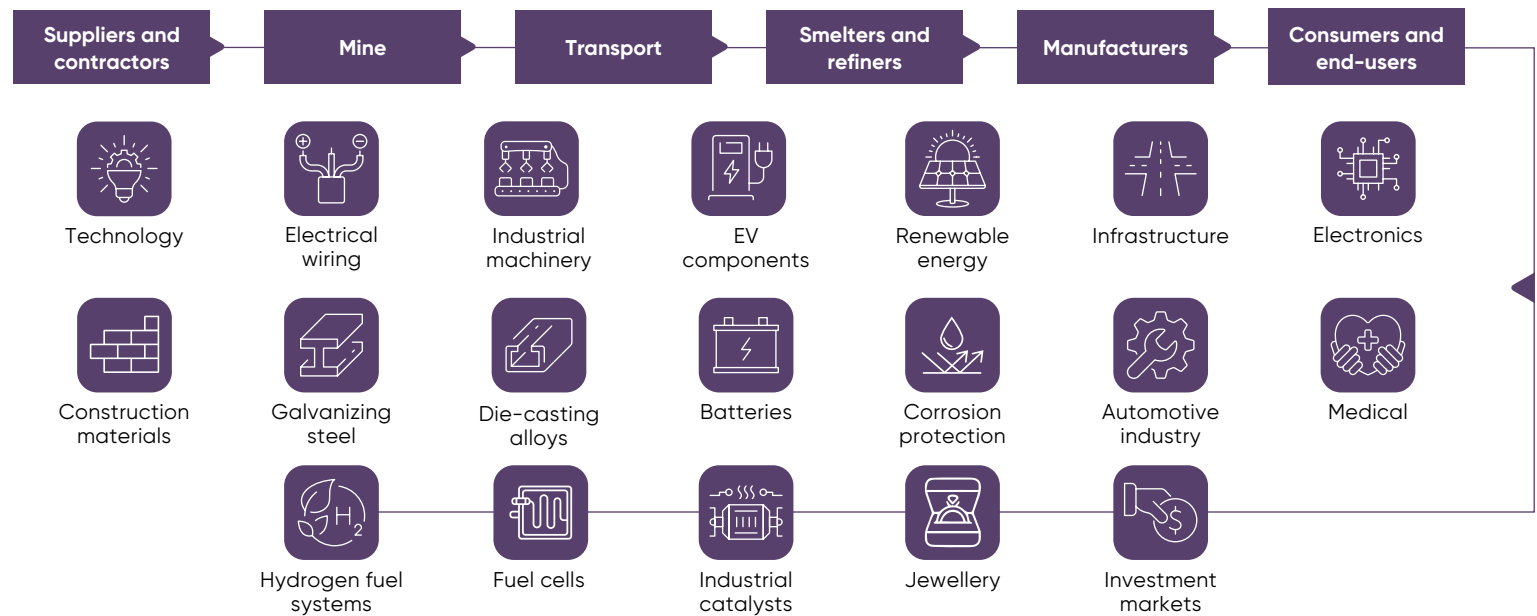 Suppliers and
contractors
Mine
Transport
Smelters and
refiners
Manufacturers
Consumers and
end-users
Technology
Electrical
wiring
Industrial
machinery
EV
components
Renewable
energy
Infrastructure
Electronics
Construction
materials
Galvanizing
steel
Die-casting
alloys
Batteries
Corrosion
protection
Automotive
industry
Medical
H2
Hydrogen fuel
systems
Fuel cells
Industrial
catalysts
Jewellery
$
Investment
markets